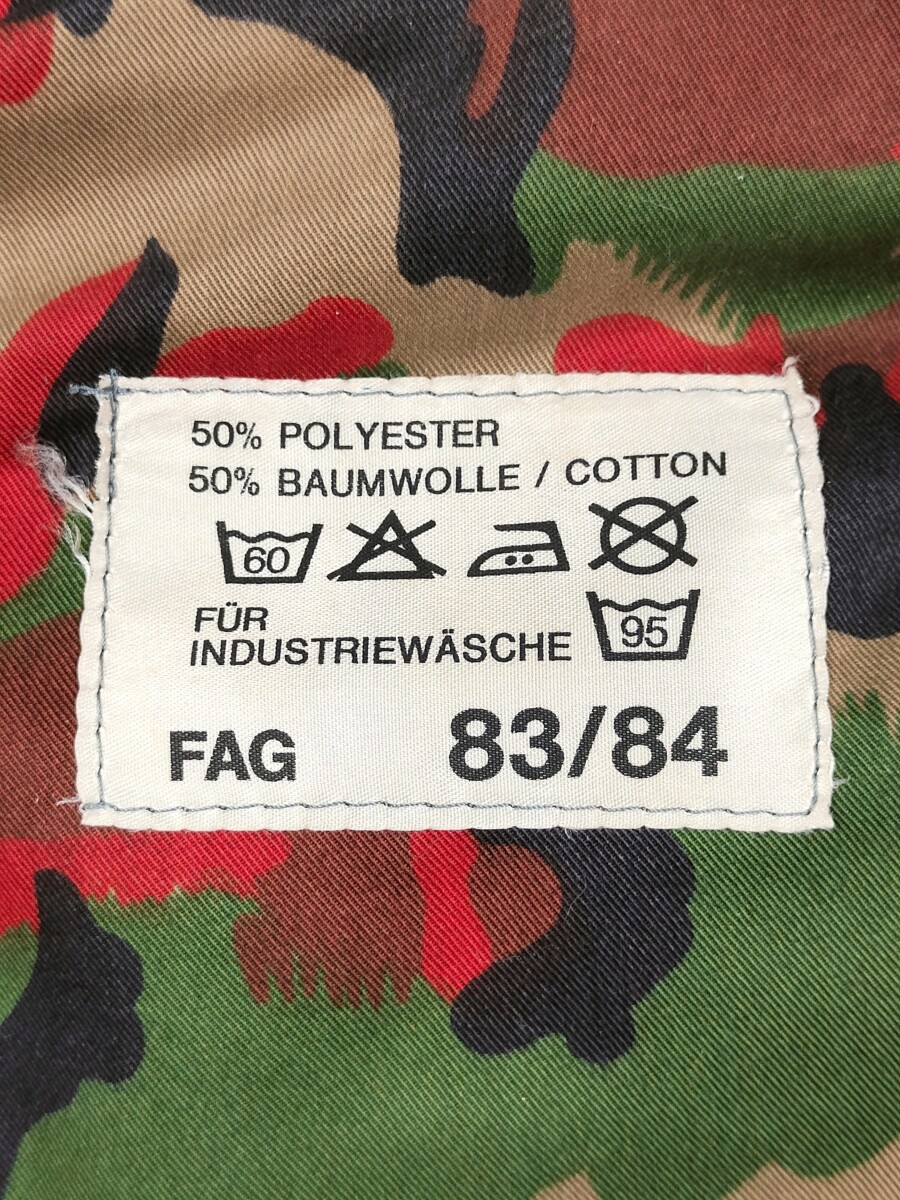 50% POLYESTER
50% BAUMWOLLE / COTTON
60
FÜR
INDUSTRIEWÄSCHE 95
FAG 83/84